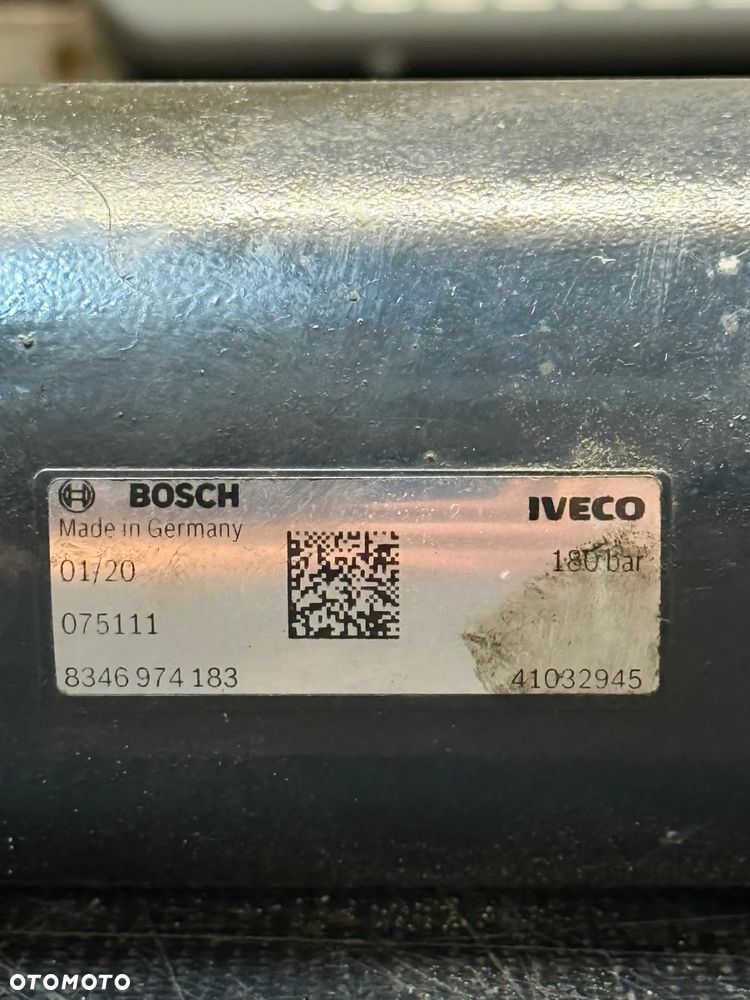 BOSCH
Made in Germany
IVECO
01/20
180 bar
075111
8346 974 183
41032945
OTOMOTO